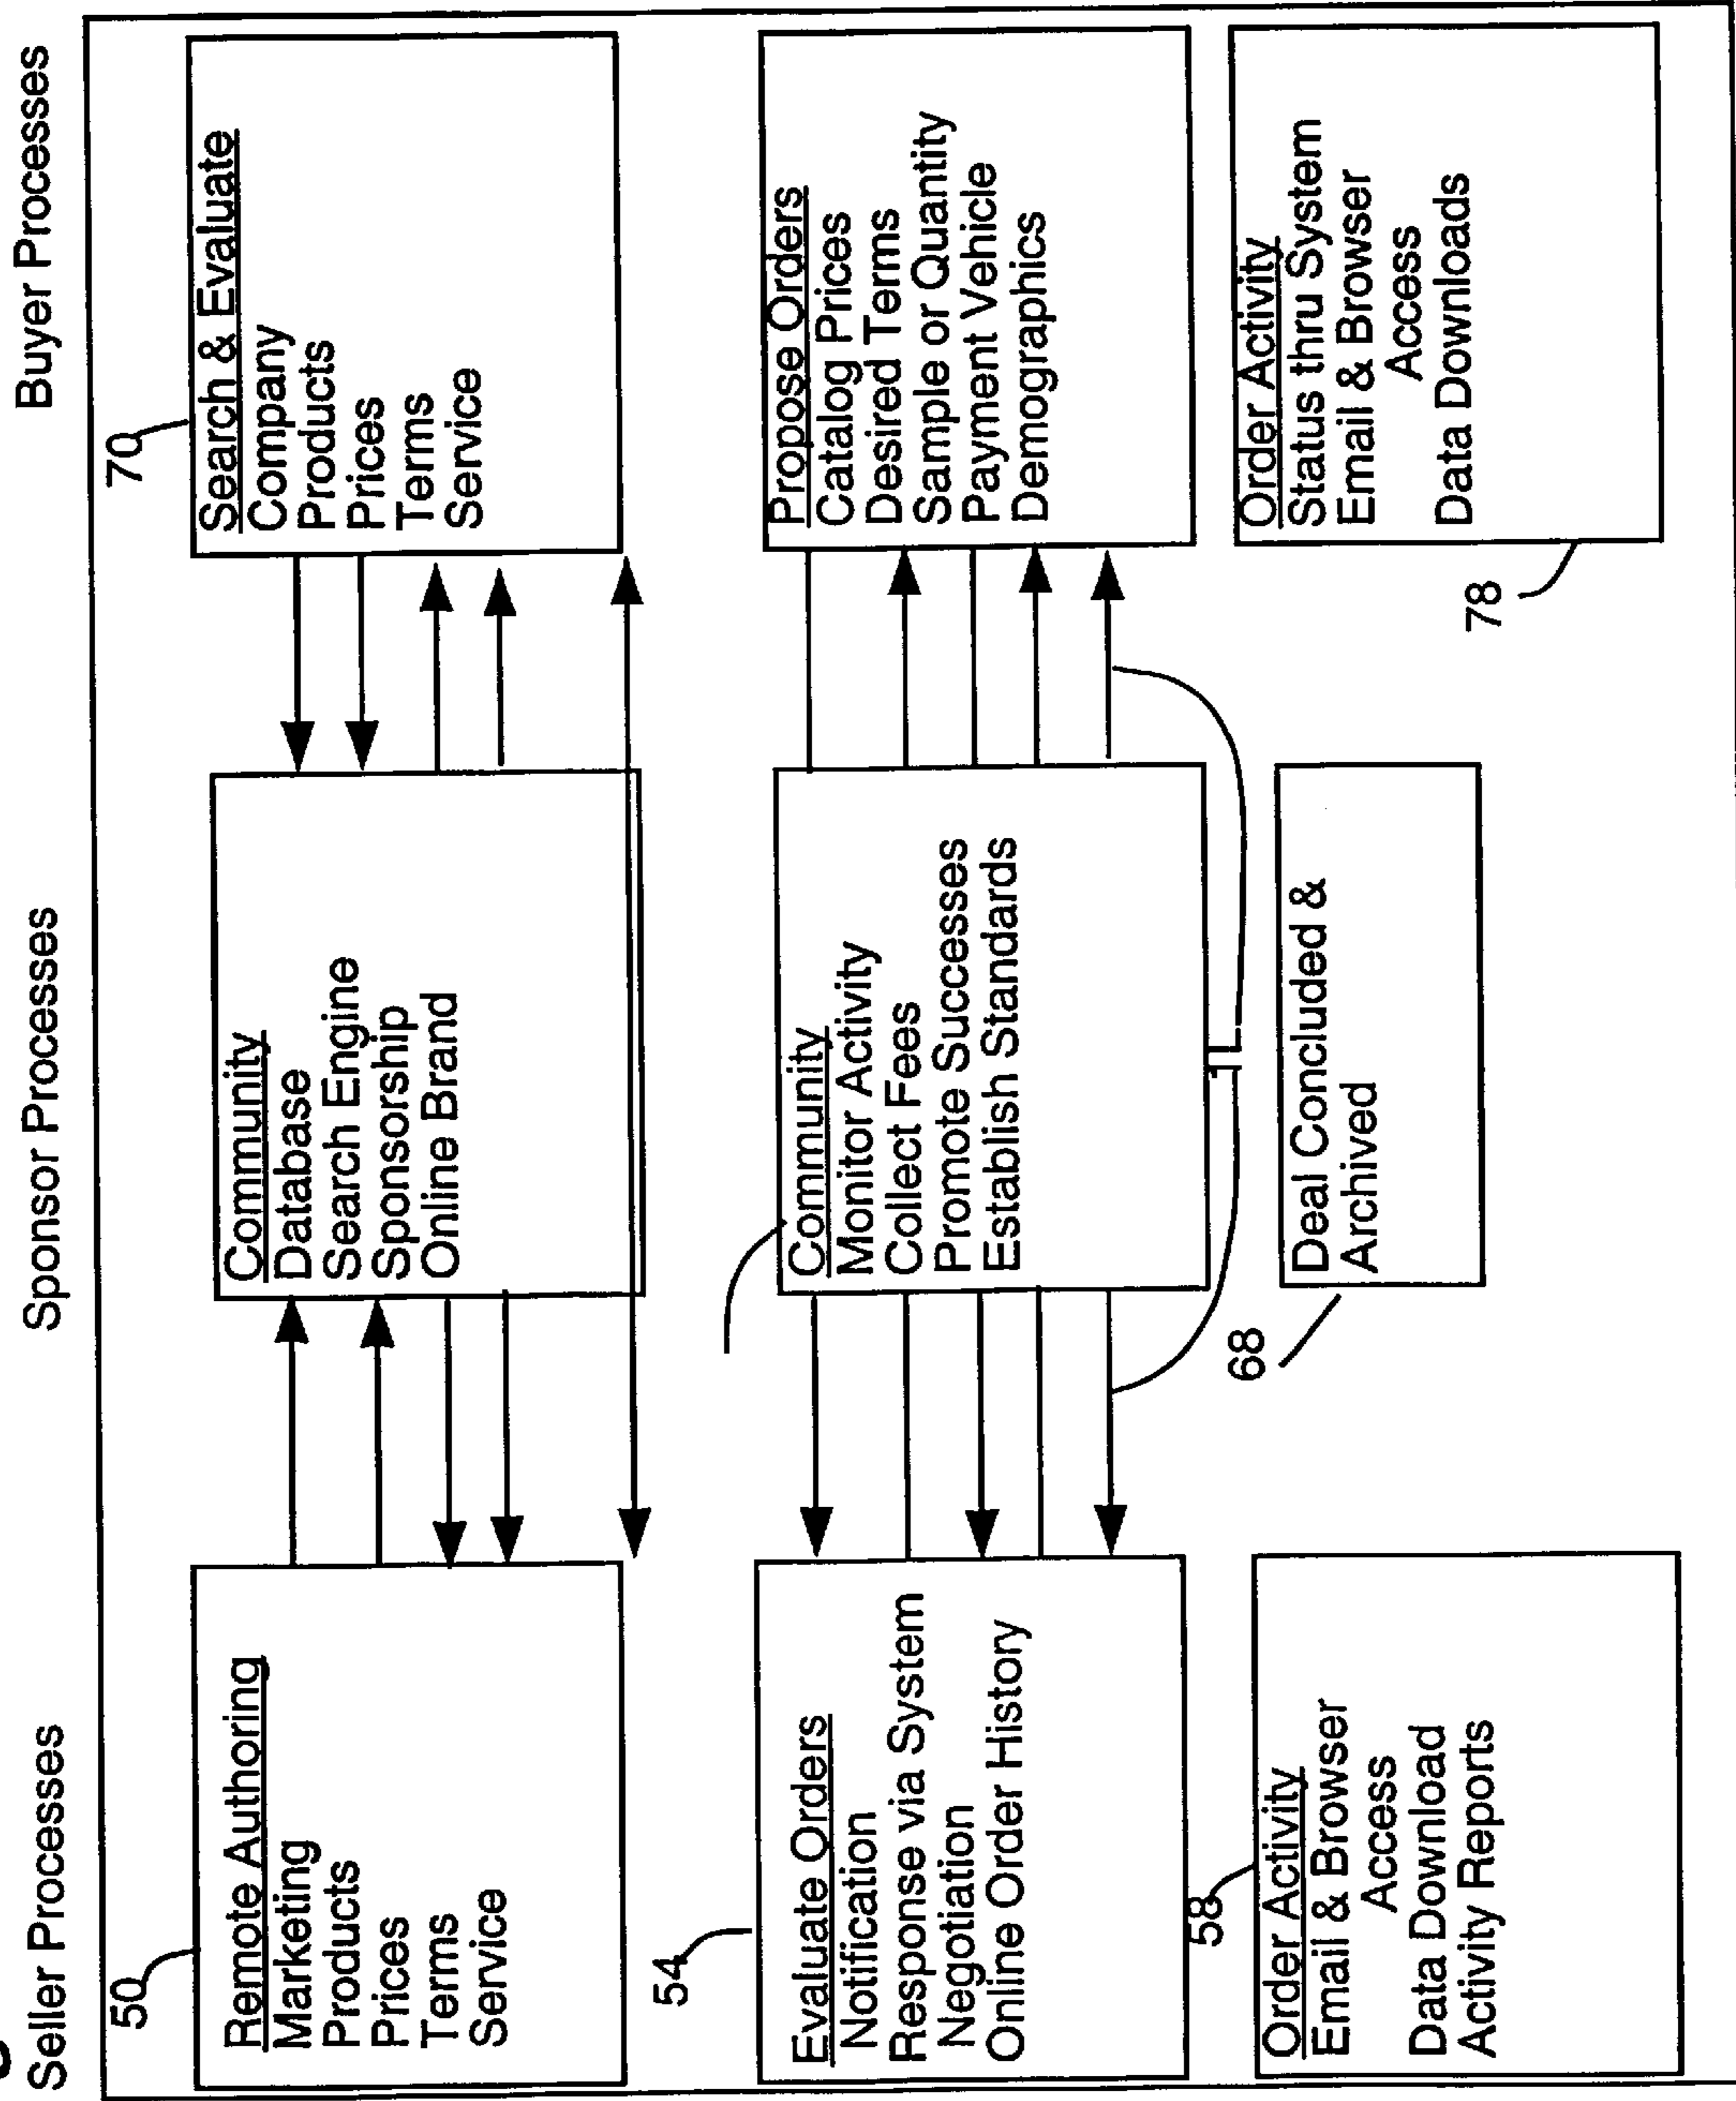 Seller Processes
Sponsor Processes
Buyer Processes
50
Remote Authoring
Marketing
Products
Prices
Terms
Service
Community
Database
Search Engine
Sponsorship
Online Brand
70
Search & Evaluate
Company
Products
Prices
Terms
Service
54
Evaluate Orders
Notification
Response via System
Negotiation
Online Order History
Community
Monitor Activity
Collect Fees
Promote Successes
Establish Standards
Propose Orders
Catalog Prices
Desired Terms
Sample or Quantity
Payment Vehicle
Demographics
58
Order Activity
Email & Browser
Access
Data Download
Activity Reports
68
Deal Concluded &
Archived
78
Order Activity
Status thru System
Email & Browser
Access
Data Downloads